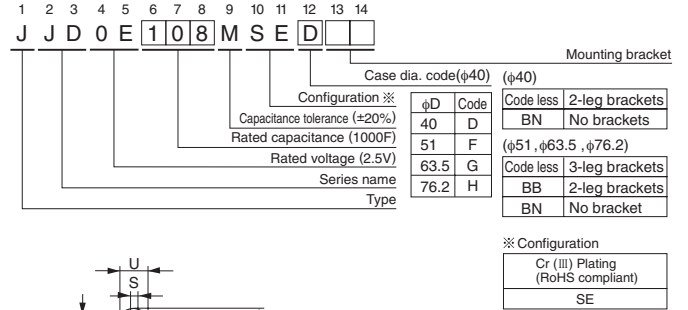 1 2 3 4 5 6 7 8 9 10 11 12 13 14
J J D 0 E 1 0 8 M S E D
Mounting bracket
Case dia. code(φ40)
Configuration ※
Capacitance tolerance (±20%)
Rated capacitance (1000F)
Rated voltage (2.5V)
Series name
Type
φD Code
40 D
51 F
63.5 G
76.2 H
(φ40)
Code less 2-leg brackets
BN No brackets
(φ51 , φ63.5 , φ76.2)
Code less 3-leg brackets
BB 2-leg brackets
BN No bracket
※ Configuration
Cr (Ⅲ) Plating
(RoHS compliant)
SE
U
S